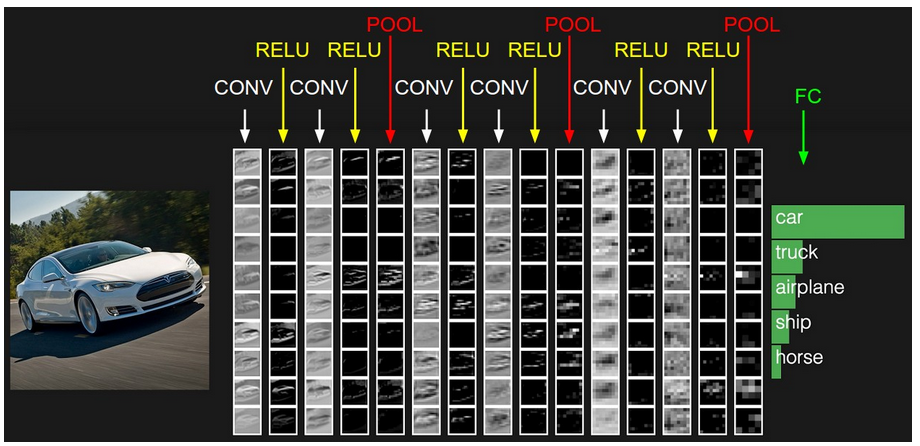 POOL POOL POOL
RELU RELU RELU RELU RELU RELU
CONV CONV CONV CONV CONV CONV
FC
car
truck
airplane
ship
horse